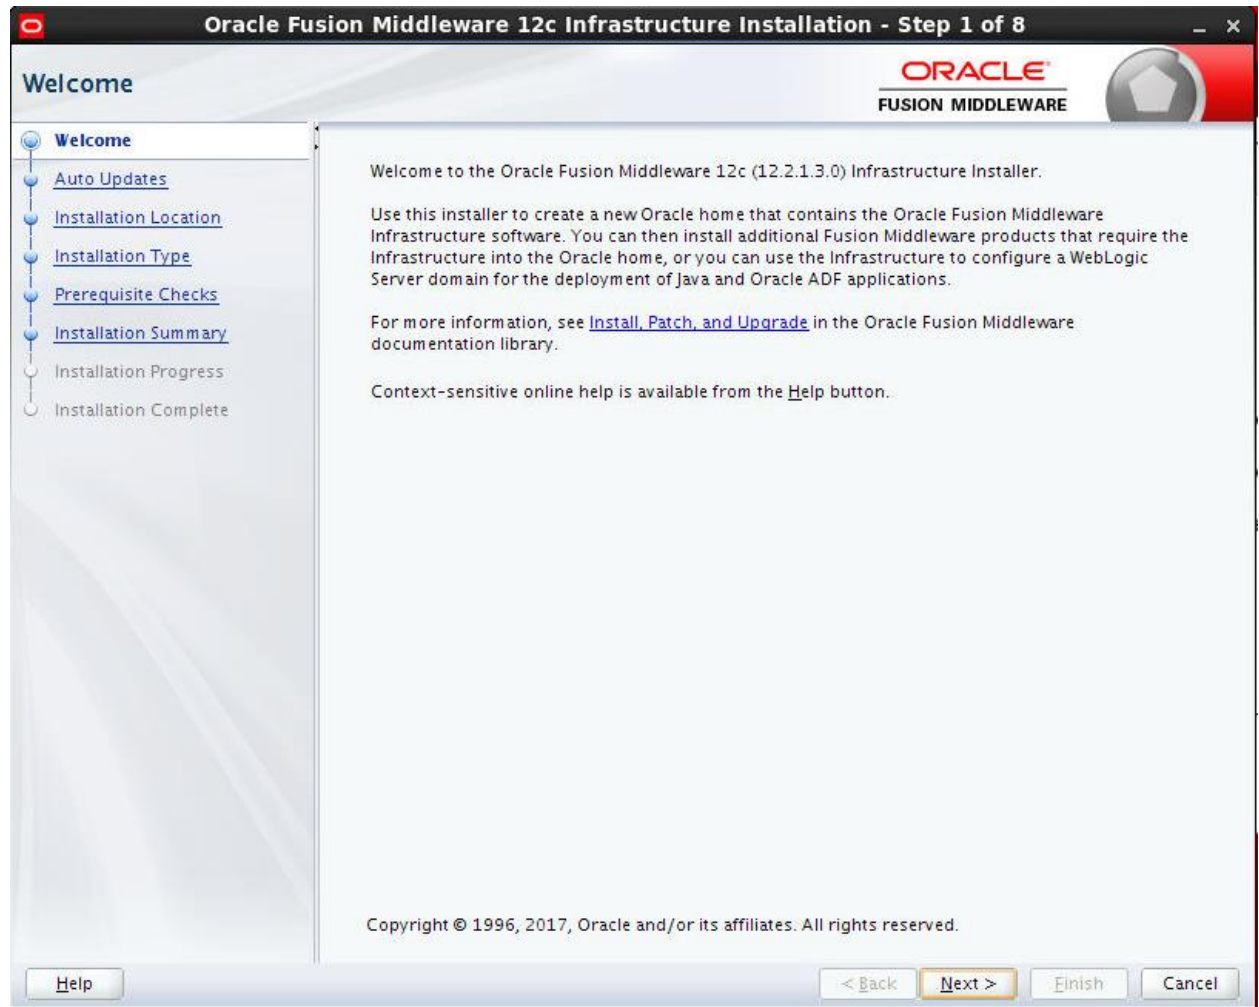 Oracle Fusion Middleware 12c Infrastructure Installation - Step 1 of 8
Welcome
ORACLE
FUSION MIDDLEWARE
Welcome
Auto Updates
Installation Location
Installation Type
Prerequisite Checks
Installation Summary
Installation Progress
Installation Complete
Welcome to the Oracle Fusion Middleware 12c (12.2.1.3.0) Infrastructure Installer.
Use this installer to create a new Oracle home that contains the Oracle Fusion Middleware
Infrastructure software. You can then install additional Fusion Middleware products that require the
Infrastructure into the Oracle home, or you can use the Infrastructure to configure a WebLogic
Server domain for the deployment of Java and Oracle ADF applications.
For more information, see Install, Patch, and Upgrade in the Oracle Fusion Middleware
documentation library.
Context-sensitive online help is available from the Help button.
Copyright © 1996, 2017, Oracle and/or its affiliates. All rights reserved.
Help
< Back
Next >
Finish
Cancel